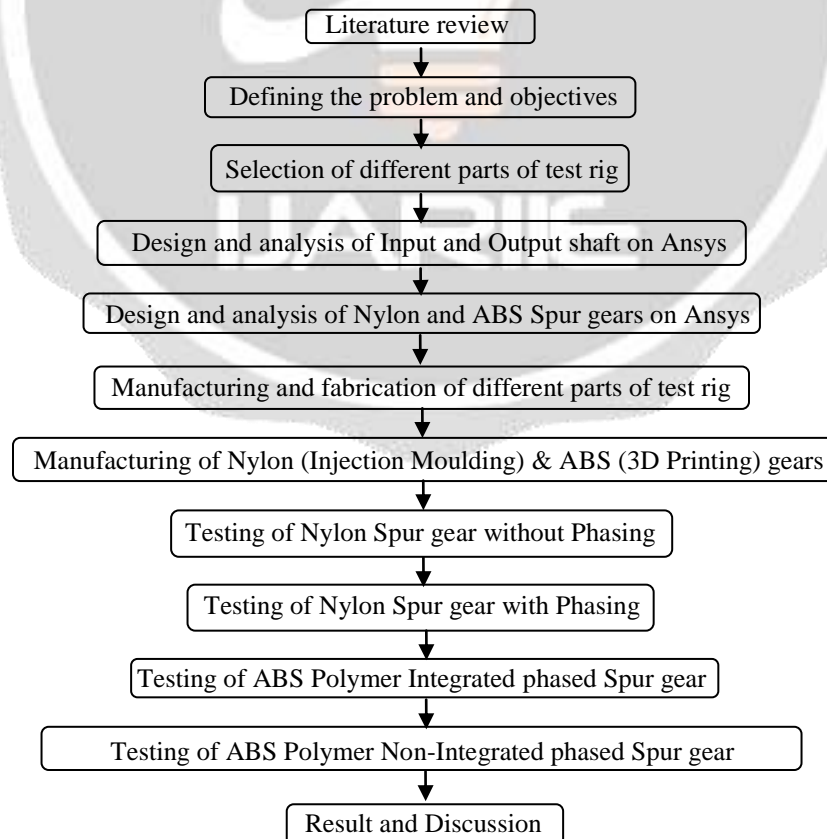 Literature review
Defining the problem and objectives
Selection of different parts of test rig
IJARIIE
Design and analysis of Input and Output shaft on Ansys
Design and analysis of Nylon and ABS Spur gears on Ansys
Manufacturing and fabrication of different parts of test rig
Manufacturing of Nylon (Injection Moulding) & ABS (3D Printing) gears
Testing of Nylon Spur gear without Phasing
Testing of Nylon Spur gear with Phasing
Testing of ABS Polymer Integrated phased Spur gear
Testing of ABS Polymer Non-Integrated phased Spur gear
Result and Discussion